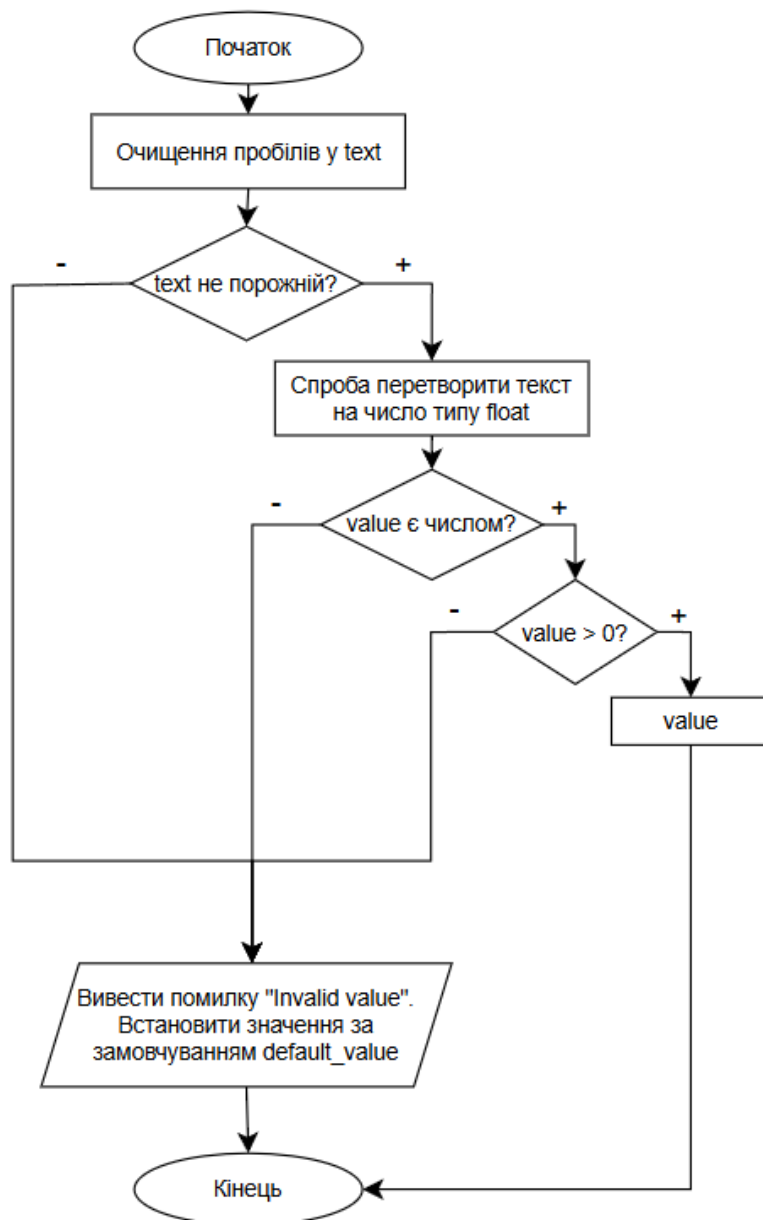 Початок
Очищення пробілів у text
-
+
text не порожній?
Спроба перетворити текст
на число типу float
-
+
value є числом?
-
+
value > 0?
value
Вивести помилку "Invalid value".
Встановити значення за
замовчуванням default_value
Кінець